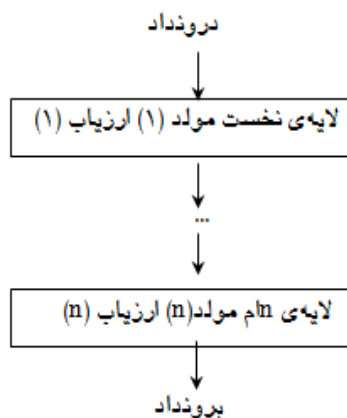 درونداد
لایه‌ی نخست مولد (۱) ارزیاب (۱)
...
لایه‌ی nام مولد(n) ارزیاب (n)
برونداد